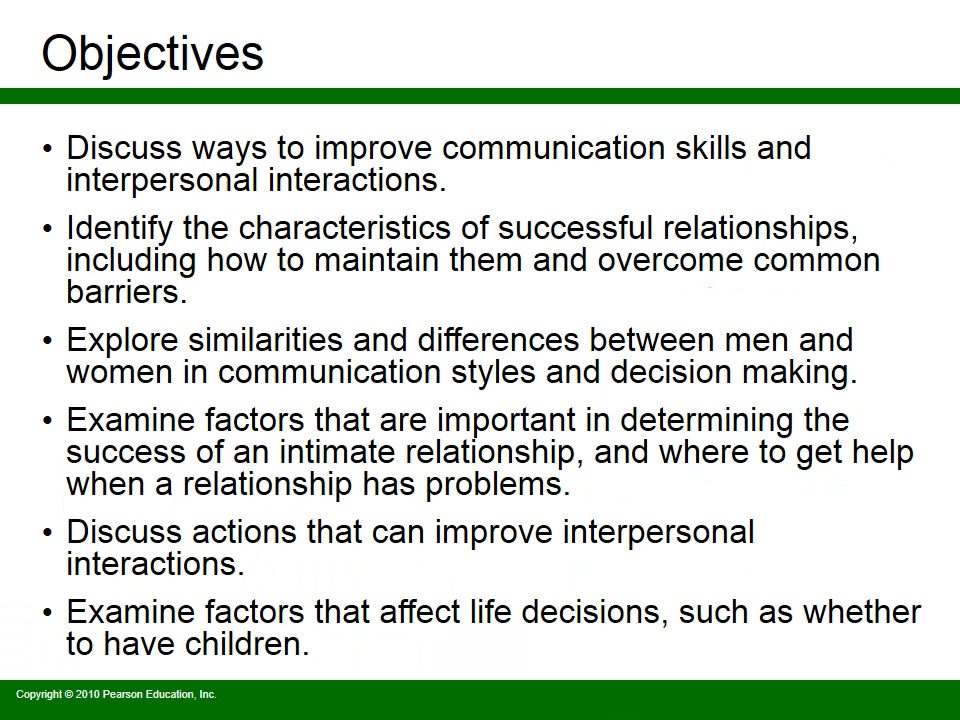 Objectives
• Discuss ways to improve communication skills and
interpersonal interactions.
• Identify the characteristics of successful relationships,
including how to maintain them and overcome common
barriers.
• Explore similarities and differences between men and
women in communication styles and decision making.
• Examine factors that are important in determining the
success of an intimate relationship, and where to get help
when a relationship has problems.
• Discuss actions that can improve interpersonal
interactions.
• Examine factors that affect life decisions, such as whether
to have children.
Copyright © 2010 Pearson Education, Inc.